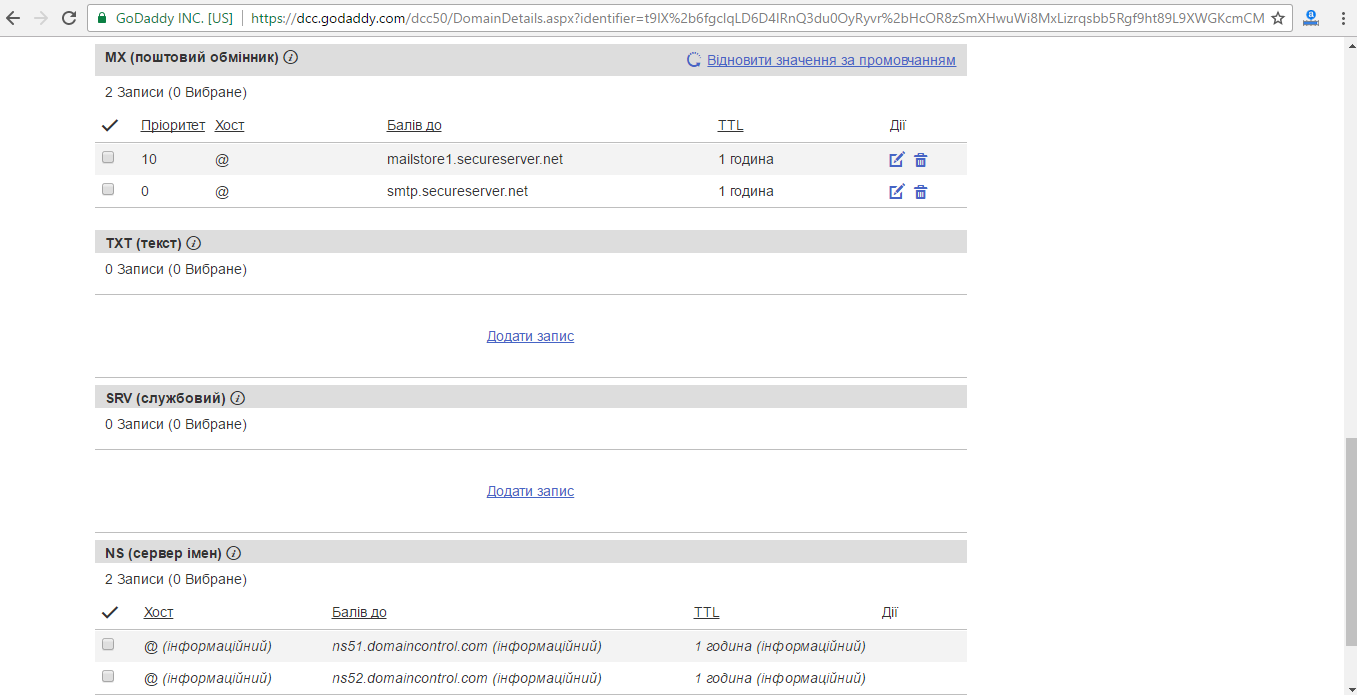 GoDaddy INC. [US] https://dcc.godaddy.com/dcc50/DomainDetails.aspx?identifier=t9lX%2b6fgclqLD6D4lRnQ3du0OyRyvr%2bHcOR8zSmXHwuWi8MxLizrqsbb5Rgf9ht89L9XWGKcmCM
a
MX (поштовий обмінник) i Відновити значення за промовчанням
2 Записи (0 Вибране)
Пріоритет Хост Балів до TTL Дії
10 @ mailstore1.secureserver.net 1 година
0 @ smtp.secureserver.net 1 година
TXT (текст) i
0 Записи (0 Вибране)
Додати запис
SRV (службовий) i
0 Записи (0 Вибране)
Додати запис
NS (сервер імен) i
2 Записи (0 Вибране)
Хост Балів до TTL Дії
@ (інформаційний) ns51.domaincontrol.com (інформаційний) 1 година (інформаційний)
@ (інформаційний) ns52.domaincontrol.com (інформаційний) 1 година (інформаційний)